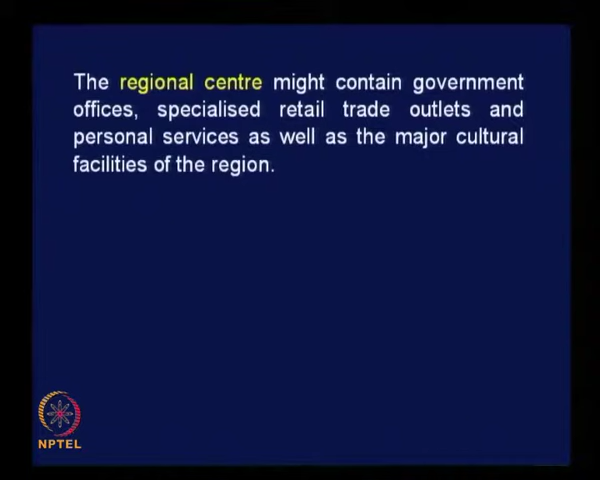 The regional centre might contain government
offices, specialised retail trade outlets and
personal services as well as the major cultural
facilities of the region.
NPTEL